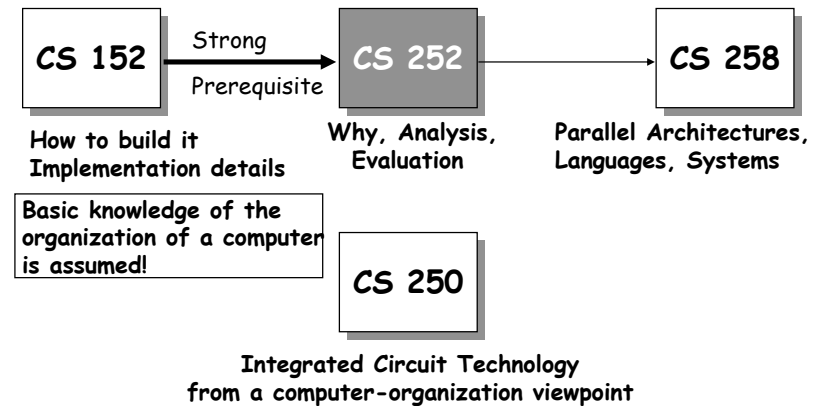 CS 152
Strong
Prerequisite
CS 252
CS 258
How to build it
Implementation details
Why, Analysis,
Evaluation
Parallel Architectures,
Languages, Systems
Basic knowledge of the
organization of a computer
is assumed!
CS 250
Integrated Circuit Technology
from a computer-organization viewpoint